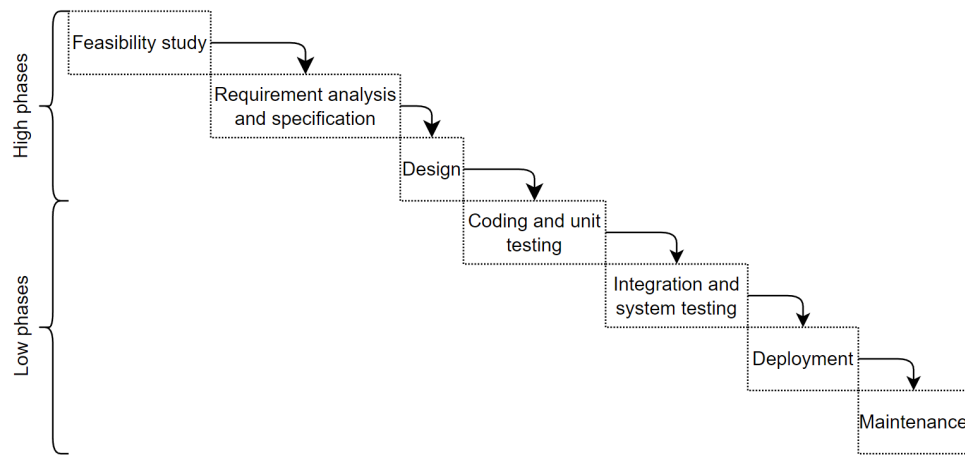 High phases
Low phases
Feasibility study
Requirement analysis
and specification
Design
Coding and unit
testing
Integration and
system testing
Deployment
Maintenance